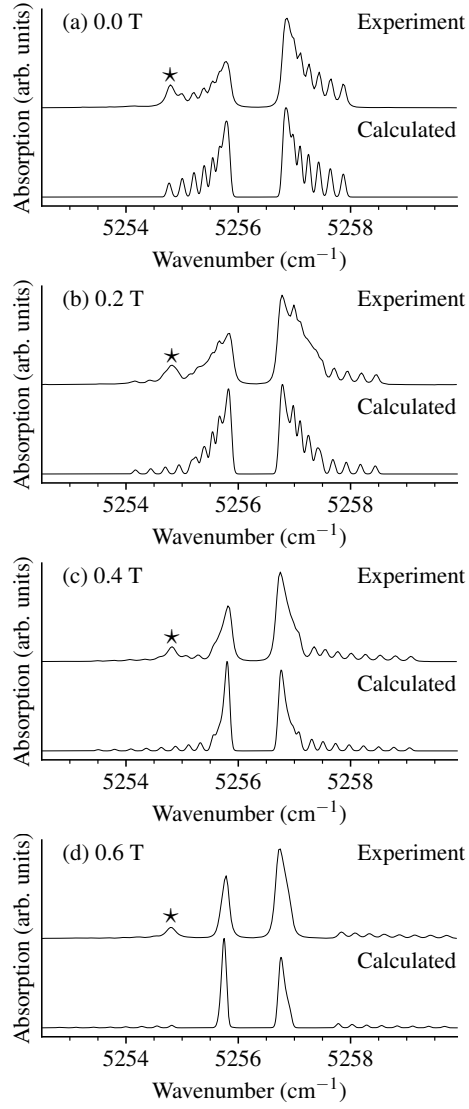 (a) 0.0 T Experiment
★
Calculated
Absorption (arb. units)
5254 5256 5258
Wavenumber (cm⁻¹)
(b) 0.2 T Experiment
★
Calculated
Absorption (arb. units)
5254 5256 5258
Wavenumber (cm⁻¹)
(c) 0.4 T Experiment
★
Calculated
Absorption (arb. units)
5254 5256 5258
Wavenumber (cm⁻¹)
(d) 0.6 T Experiment
★
Calculated
Absorption (arb. units)
5254 5256 5258
Wavenumber (cm⁻¹)